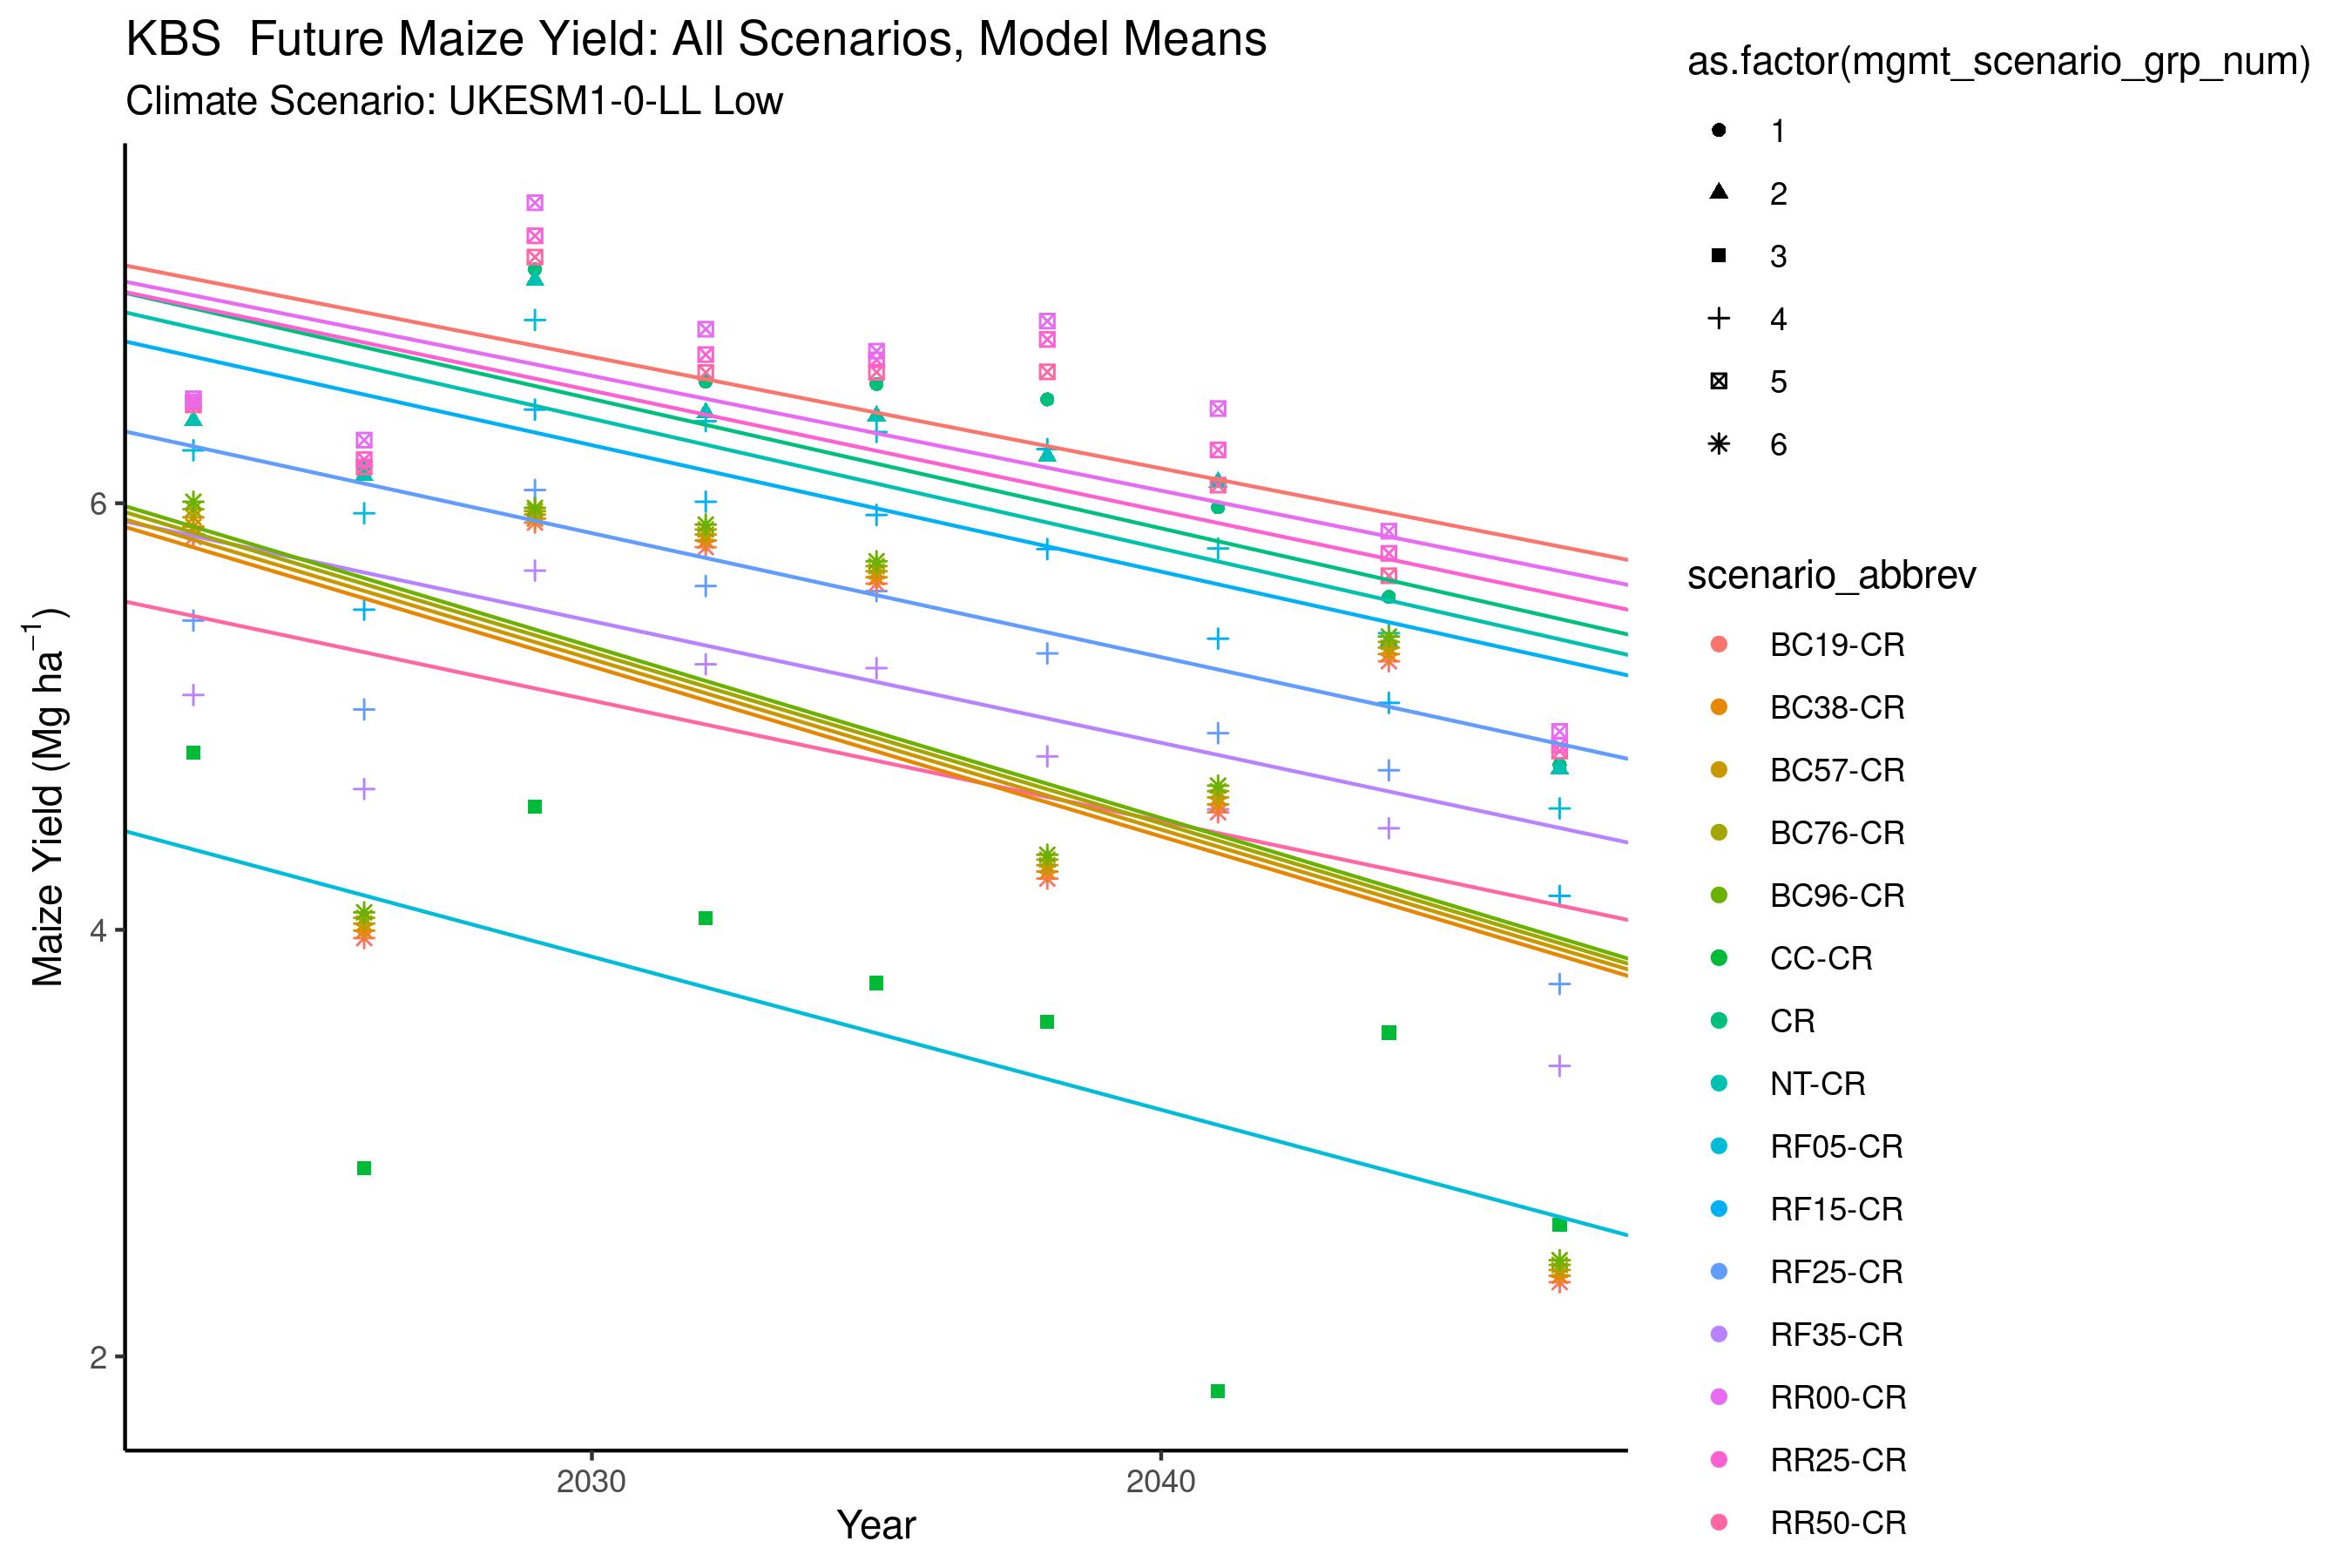 KBS  Future Maize Yield: All Scenarios, Model Means
Climate Scenario: UKESM1-0-LL Low
Maize Yield (Mg ha⁻¹)
6
4
2
2030
2040
Year
as.factor(mgmt_scenario_grp_num)
1
2
3
4
5
6
scenario_abbrev
BC19-CR
BC38-CR
BC57-CR
BC76-CR
BC96-CR
CC-CR
CR
NT-CR
RF05-CR
RF15-CR
RF25-CR
RF35-CR
RR00-CR
RR25-CR
RR50-CR